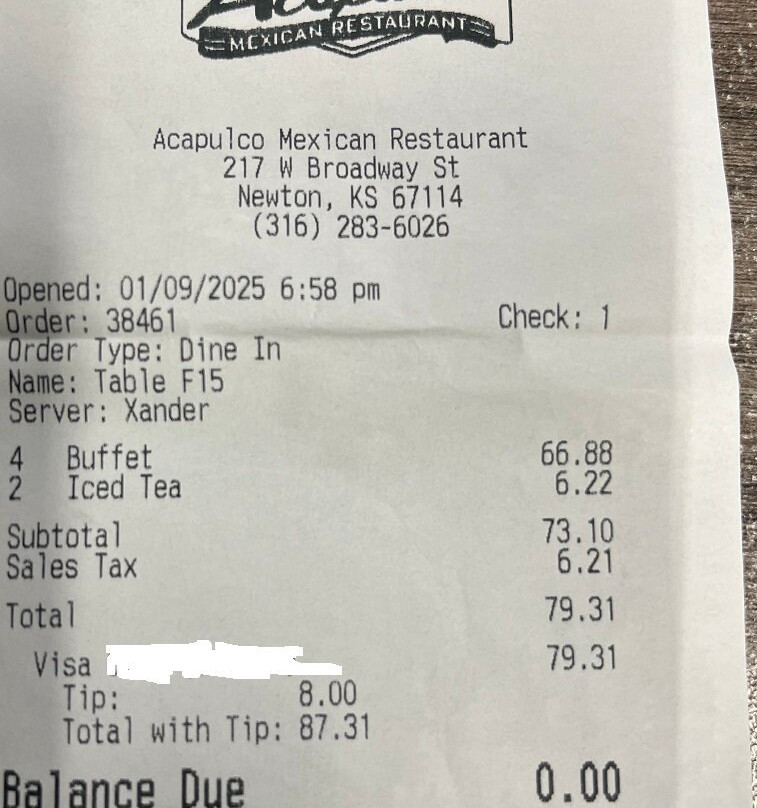 MEXICAN RESTAURANT
Acapulco Mexican Restaurant
217 W Broadway St
Newton, KS 67114
(316) 283-6026
Opened: 01/09/2025 6:58 pm
Order: 38461 Check: 1
Order Type: Dine In
Name: Table F15
Server: Xander
4 Buffet 66.88
2 Iced Tea 6.22
Subtotal 73.10
Sales Tax 6.21
Total 79.31
Visa 79.31
Tip: 8.00
Total with Tip: 87.31
Balance Due 0.00